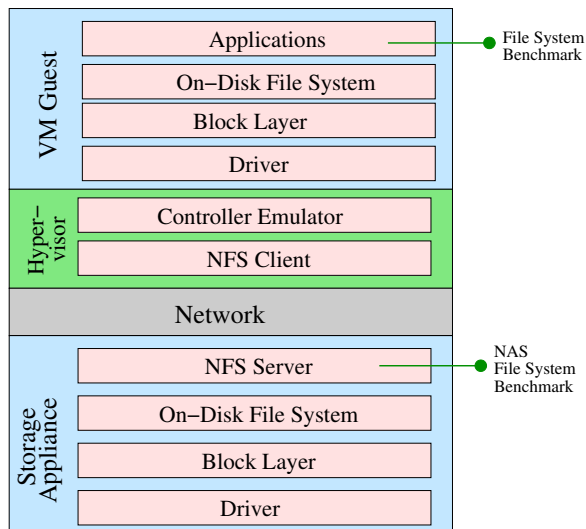 VM Guest
Applications
On−Disk File System
Block Layer
Driver
File System
Benchmark
Hyper−
visor
Controller Emulator
NFS Client
Network
Storage
Appliance
NFS Server
On−Disk File System
Block Layer
Driver
NAS
File System
Benchmark